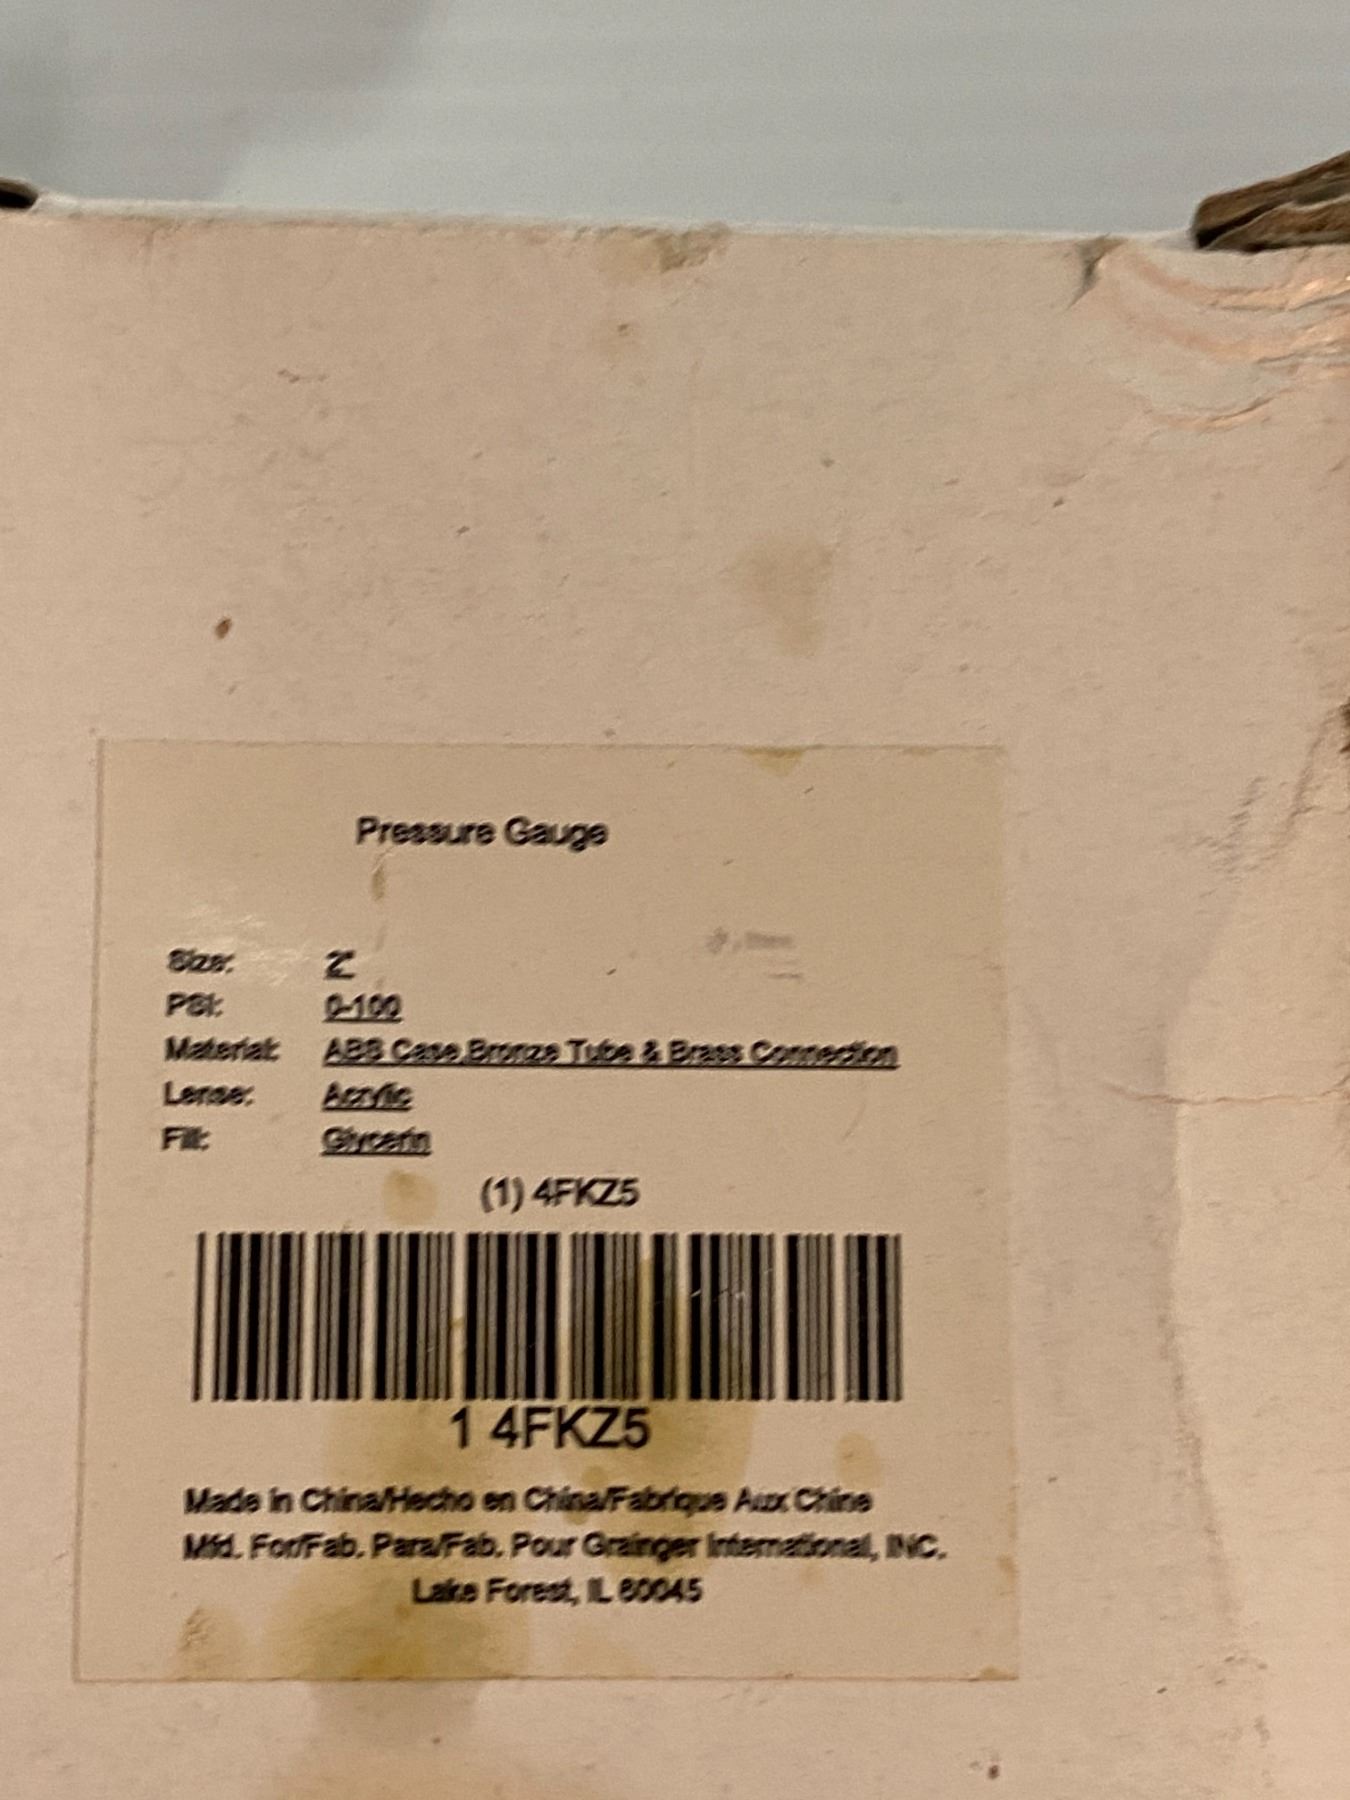 Pressure Gauge
Size: 2"
PSI: 0-100
Material: ABS Case,Bronze Tube & Brass Connection
Lense: Acrylic
Fill: Glycerin
(1) 4FKZ5
1 4FKZ5
Made in China/Hecho en China/Fabrique Aux Chine
Mfd. For/Fab. Para/Fab. Pour Grainger International, INC.
Lake Forest, IL 60045